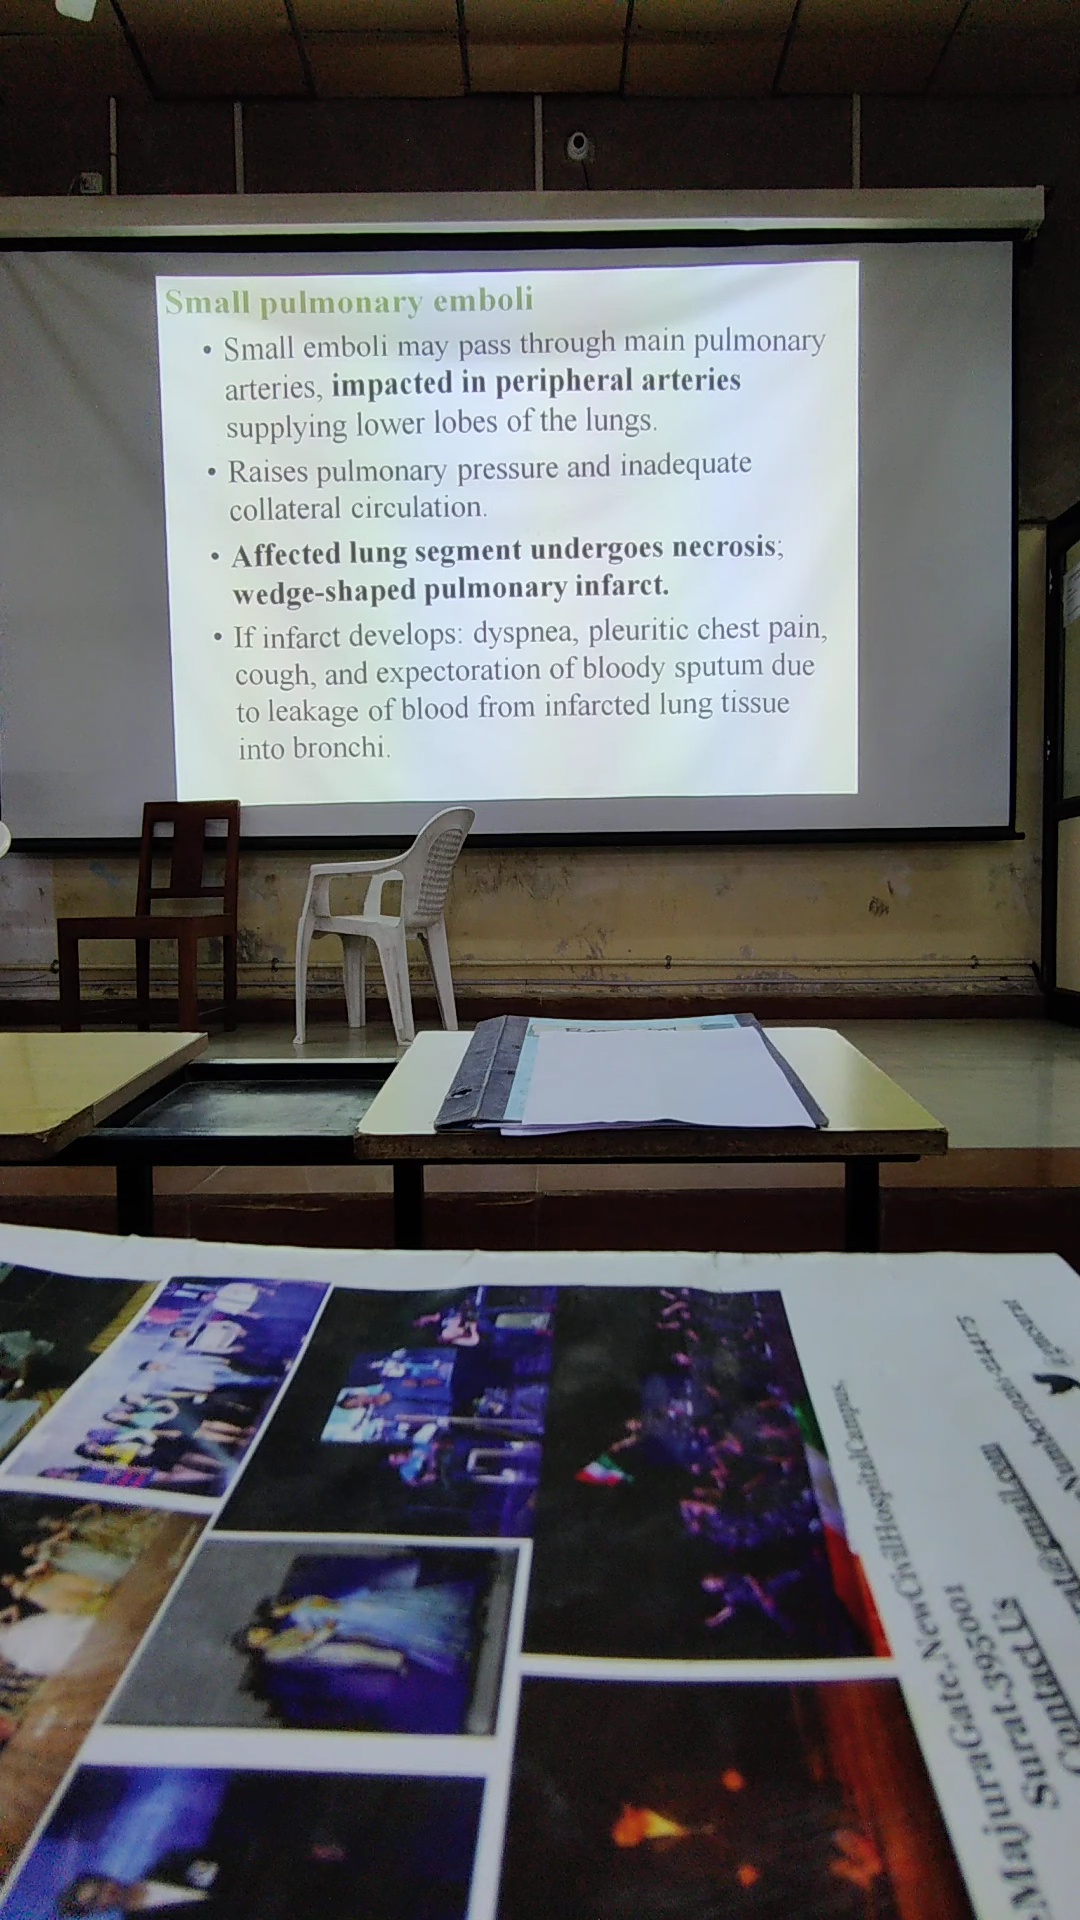 Small pulmonary emboli
• Small emboli may pass through main pulmonary
arteries, impacted in peripheral arteries
supplying lower lobes of the lungs.
• Raises pulmonary pressure and inadequate
collateral circulation.
• Affected lung segment undergoes necrosis;
wedge-shaped pulmonary infarct.
• If infarct develops: dyspnea, pleuritic chest pain,
cough, and expectoration of bloody sputum due
to leakage of blood from infarcted lung tissue
into bronchi.
MajuraGate,NewCivilHospitalCampus,
Surat.395001
Contact Us